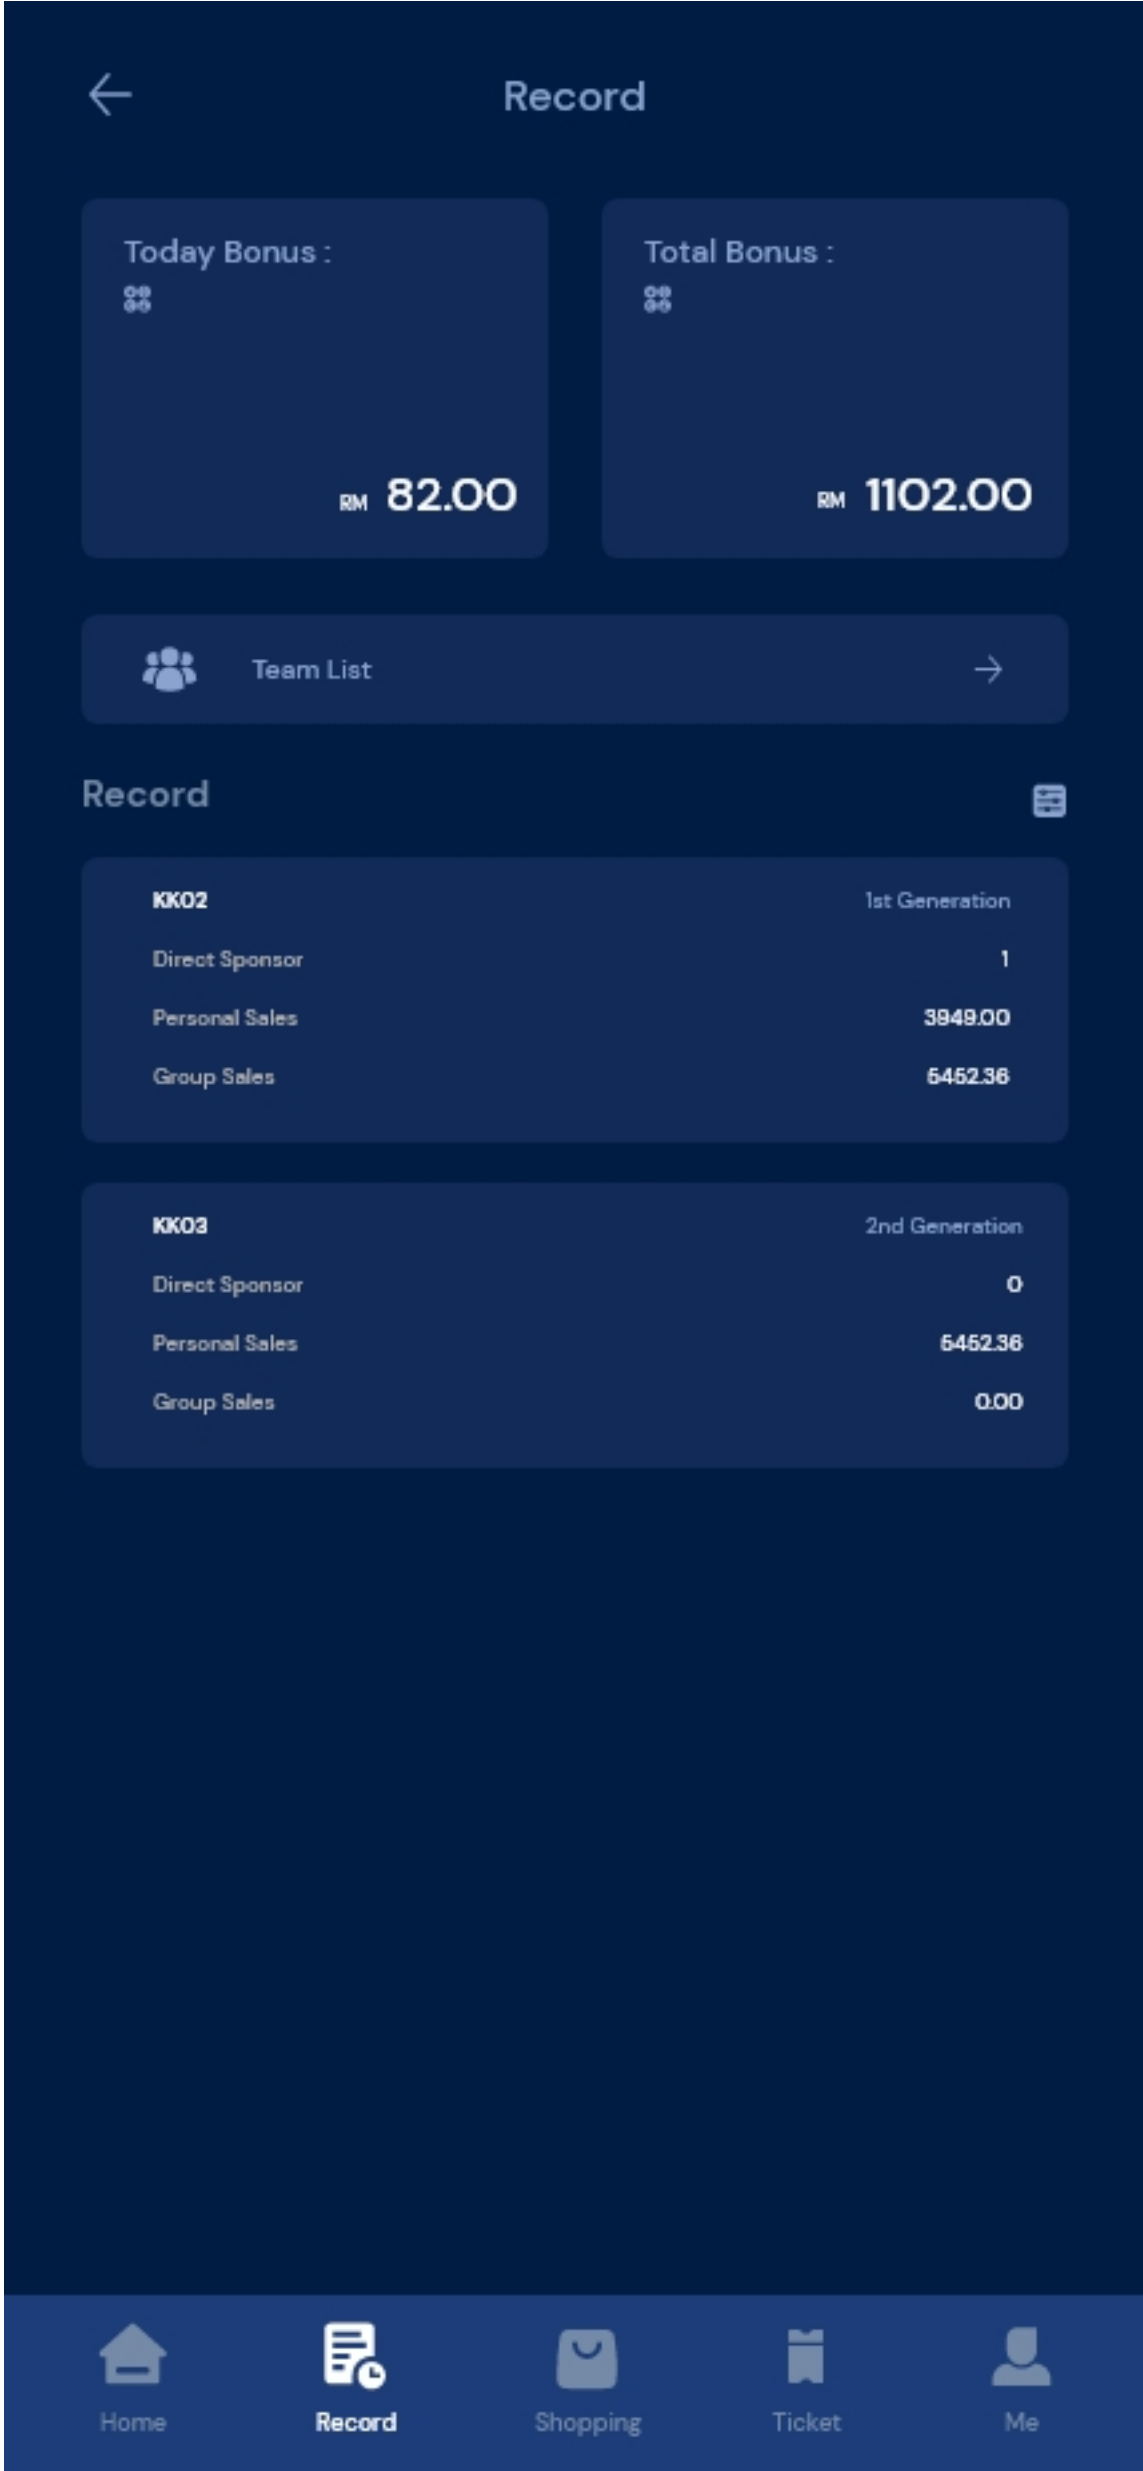 Record
Today Bonus :
Total Bonus :
RM 82.00
RM 1102.00
Team List
Record
KK02
1st Generation
Direct Sponsor
1
Personal Sales
3949.00
Group Sales
5452.36
KK03
2nd Generation
Direct Sponsor
0
Personal Sales
5452.36
Group Sales
0.00
Home
Record
Shopping
Ticket
Me